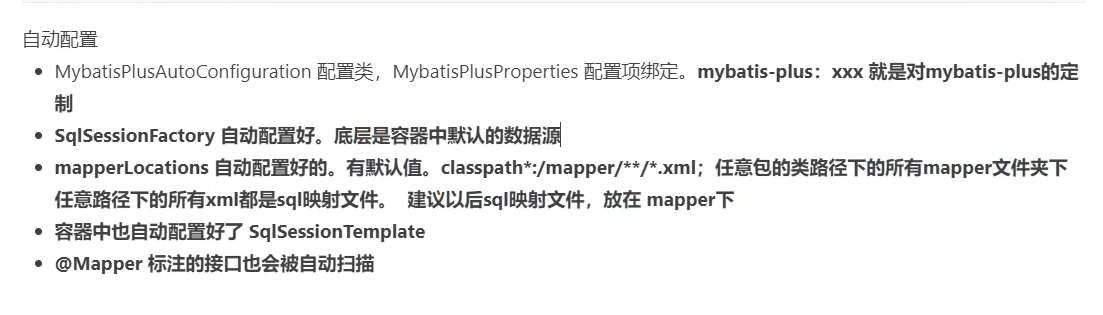 自动配置
• MybatisPlusAutoConfiguration 配置类，MybatisPlusProperties 配置项绑定。mybatis-plus：xxx 就是对mybatis-plus的定
制
• SqlSessionFactory 自动配置好。底层是容器中默认的数据源
• mapperLocations 自动配置好的。有默认值。classpath*:/mapper/**/*.xml；任意包的类路径下的所有mapper文件夹下
任意路径下的所有xml都是sql映射文件。 建议以后sql映射文件，放在 mapper下
• 容器中也自动配置好了 SqlSessionTemplate
• @Mapper 标注的接口也会被自动扫描